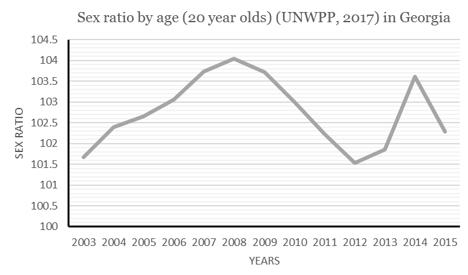 Sex ratio by age (20 year olds) (UNWPP, 2017) in Georgia
104.5
104
103.5
103
102.5
102
101.5
101
100.5
100
SEX RATIO
2003 2004 2005 2006 2007 2008 2009 2010 2011 2012 2013 2014 2015
YEARS